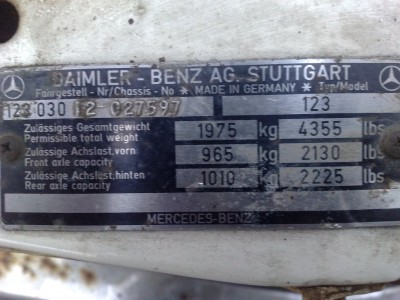 DAIMLER - BENZ AG. STUTTGART
Fahrgestell - Nr/Chassis - No * MADE IN GERMANY * Typ/Model
123 030 12- 027597 123
Zulässiges Gesamtgewicht
Permissible total weight 1975 kg 4355 lbs
Zulässige Achslast,vorn
Front axle capacity 965 kg 2130 lbs
Zulässige Achslast,hinten
Rear axle capacity 1010 kg 2225 lbs
MERCEDES-BENZ